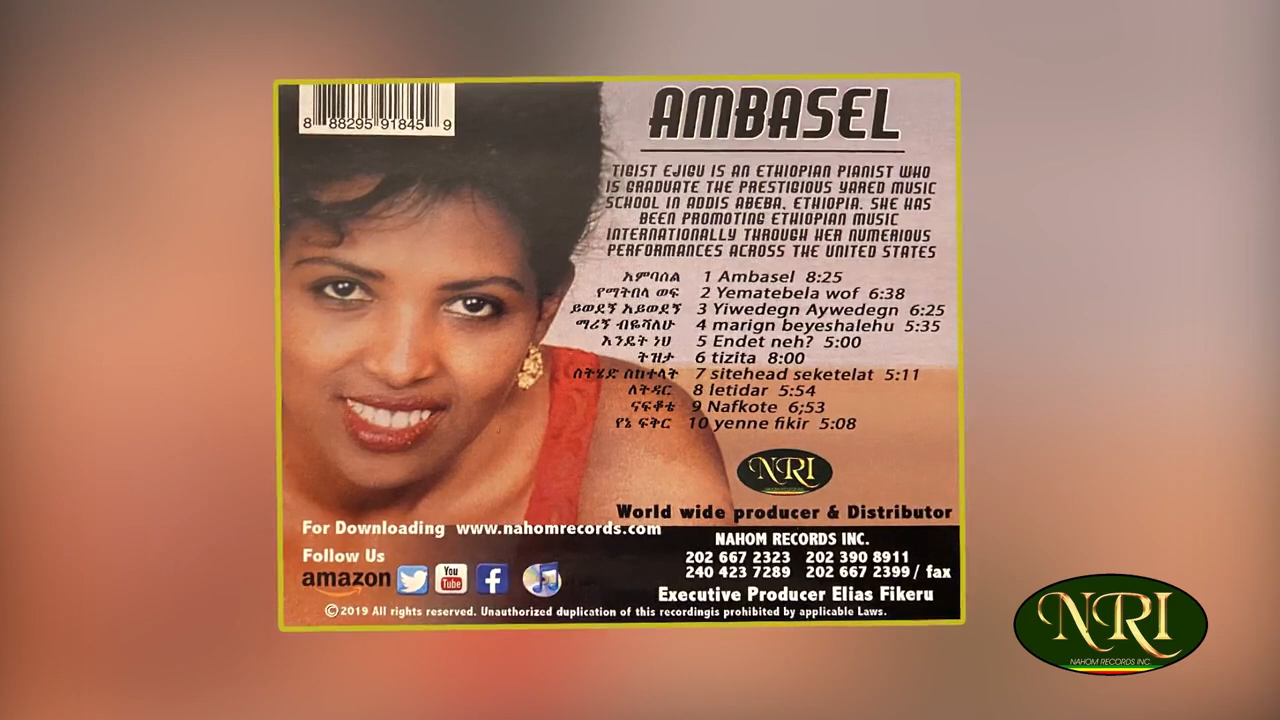 8 88295 91845 9
AMBASEL
TIGIST EJIGU IS AN ETHIOPIAN PIANIST WHO
IS GRADUATE THE PRESTIGIOUS YARED MUSIC
SCHOOL IN ADDIS ABEBA, ETHIOPIA. SHE HAS
BEEN PROMOTING ETHIOPIAN MUSIC
INTERNATIONALLY THROUGH HER NUMERIOUS
PERFORMANCES ACROSS THE UNITED STATES
አምባሰል 1 Ambasel 8:25
የማትበላ ወፍ 2 Yematebela wof 6:38
ይወደኝ አይወደኝ 3 Yiwedegn Aywedegn 6:25
ማሪኝ ብዬሻለሁ 4 marign beyeshalehu 5:35
እንዴት ነህ 5 Endet neh? 5:00
ትዝታ 6 tizita 8:00
ስትሄድ ስከተላት 7 sitehead seketelat 5:11
ለትዳር 8 letidar 5:54
ናፍቆቴ 9 Nafkote 6;53
የኔ ፍቅር 10 yenne fikir 5:08
NRI
World wide producer & Distributor
For Downloading www.nahomrecords.com
Follow Us
amazon
You Tube
NAHOM RECORDS INC.
202 667 2323 202 390 8911
240 423 7289 202 667 2399 / fax
Executive Producer Elias Fikeru
©2019 All rights reserved. Unauthorized duplication of this recordingis prohibited by applicable Laws.
NRI
NAHOM RECORDS INC.